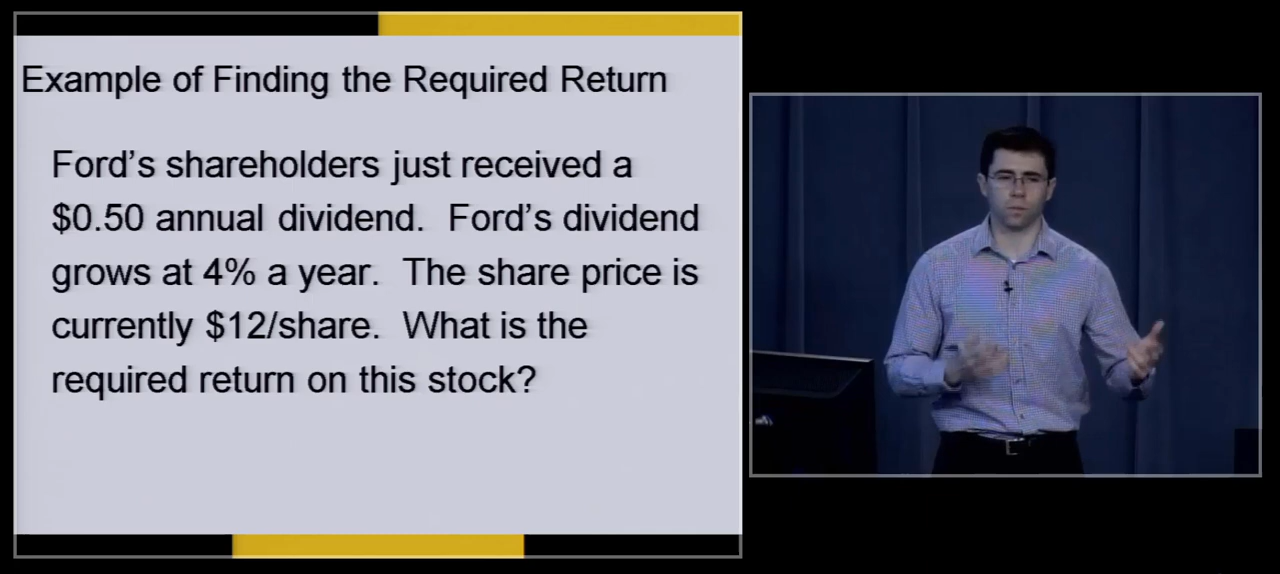 Example of Finding the Required Return
Ford’s shareholders just received a
$0.50 annual dividend.  Ford’s dividend
grows at 4% a year.  The share price is
currently $12/share.  What is the
required return on this stock?